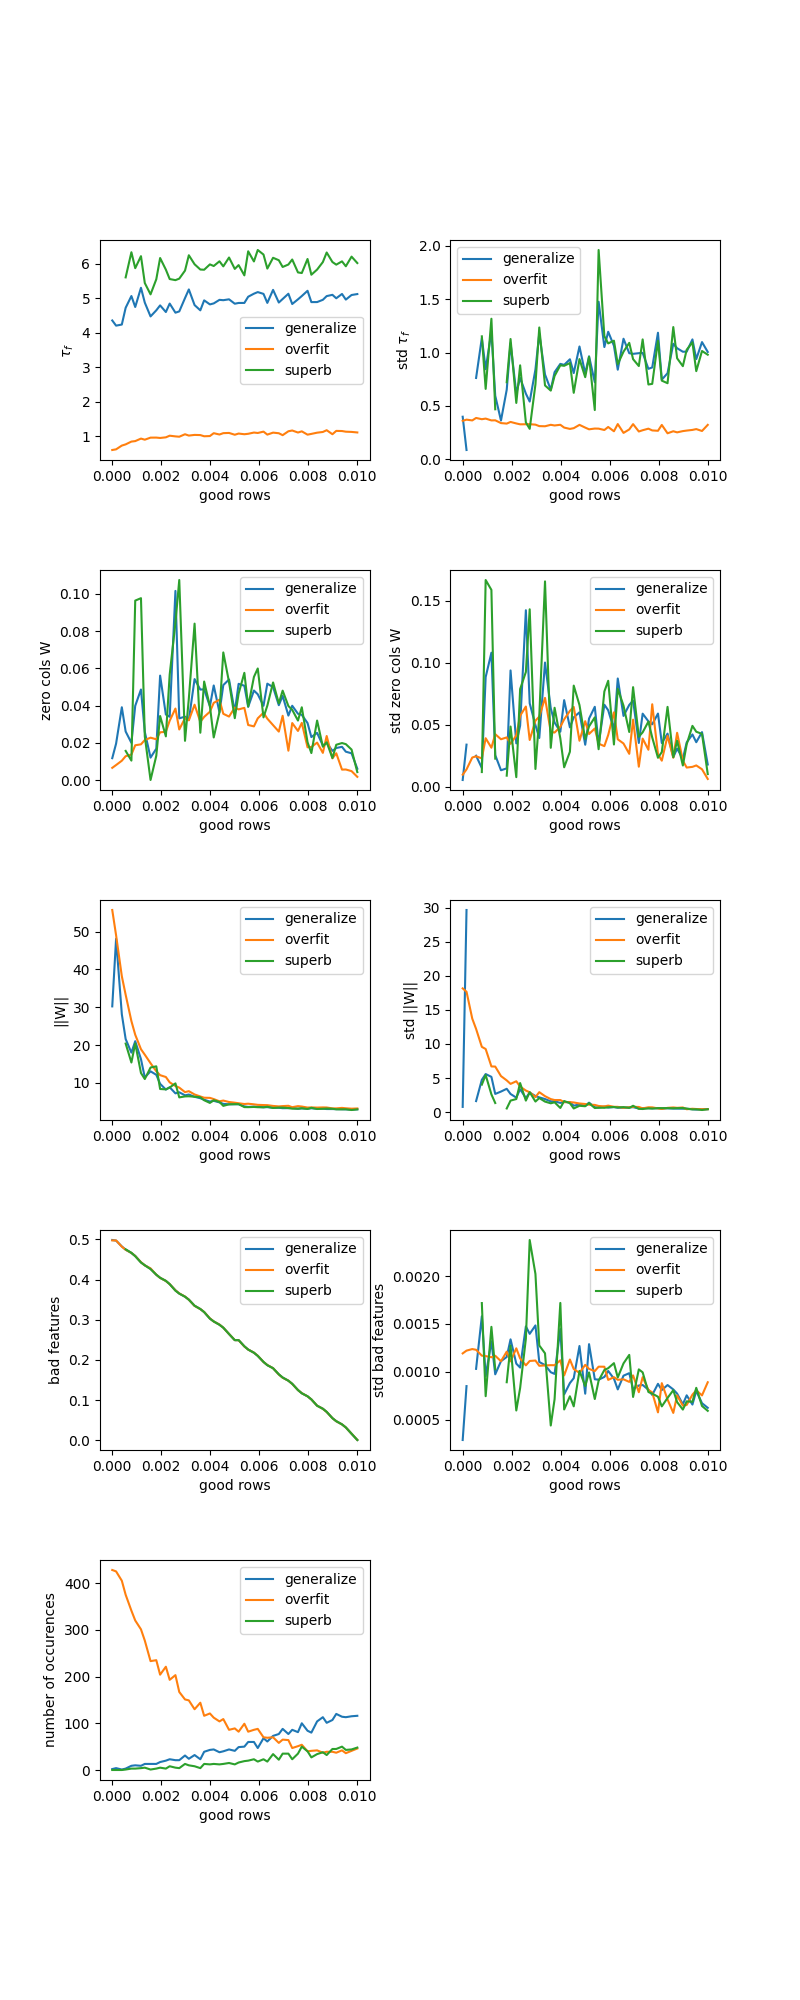 6
5
4
3
2
1
τf
generalize
overfit
superb
0.000 0.002 0.004 0.006 0.008 0.010
good rows
2.0
1.5
1.0
0.5
0.0
std τf
generalize
overfit
superb
0.000 0.002 0.004 0.006 0.008 0.010
good rows
0.10
0.08
0.06
0.04
0.02
0.00
zero cols W
generalize
overfit
superb
0.000 0.002 0.004 0.006 0.008 0.010
good rows
0.15
0.10
0.05
0.00
std zero cols W
generalize
overfit
superb
0.000 0.002 0.004 0.006 0.008 0.010
good rows
50
40
30
20
10
||W||
generalize
overfit
superb
0.000 0.002 0.004 0.006 0.008 0.010
good rows
30
25
20
15
10
5
0
std ||W||
generalize
overfit
superb
0.000 0.002 0.004 0.006 0.008 0.010
good rows
0.5
0.4
0.3
0.2
0.1
0.0
bad features
generalize
overfit
superb
0.000 0.002 0.004 0.006 0.008 0.010
good rows
0.0020
0.0015
0.0010
0.0005
std bad features
generalize
overfit
superb
0.000 0.002 0.004 0.006 0.008 0.010
good rows
400
300
200
100
0
number of occurences
generalize
overfit
superb
0.000 0.002 0.004 0.006 0.008 0.010
good rows